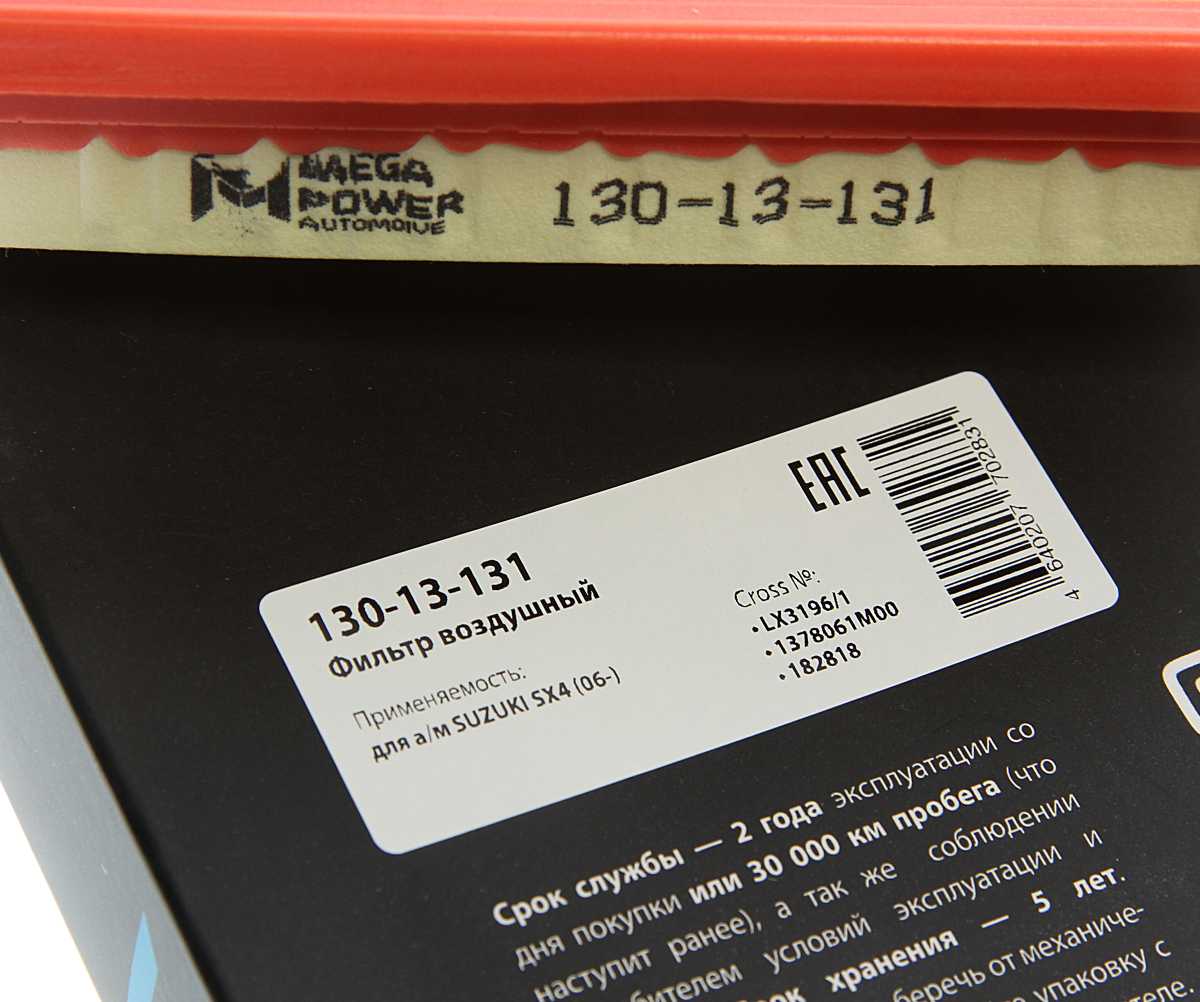 MEGA
POWER
AUTOMOIVE
130-13-131
EAC
4 640207 702831
130-13-131
Фильтр воздушный
Применяемость:
для а/м SUZUKI SX4 (06-)
Cross №:
• LX3196/1
• 1378061M00
• 182818
Срок службы — 2 года эксплуатации со
дня покупки или 30 000 км пробега (что
наступит ранее), а так же соблюдении
условий эксплуатации и
хранения — 5 лет.
от механиче-
упаковку с